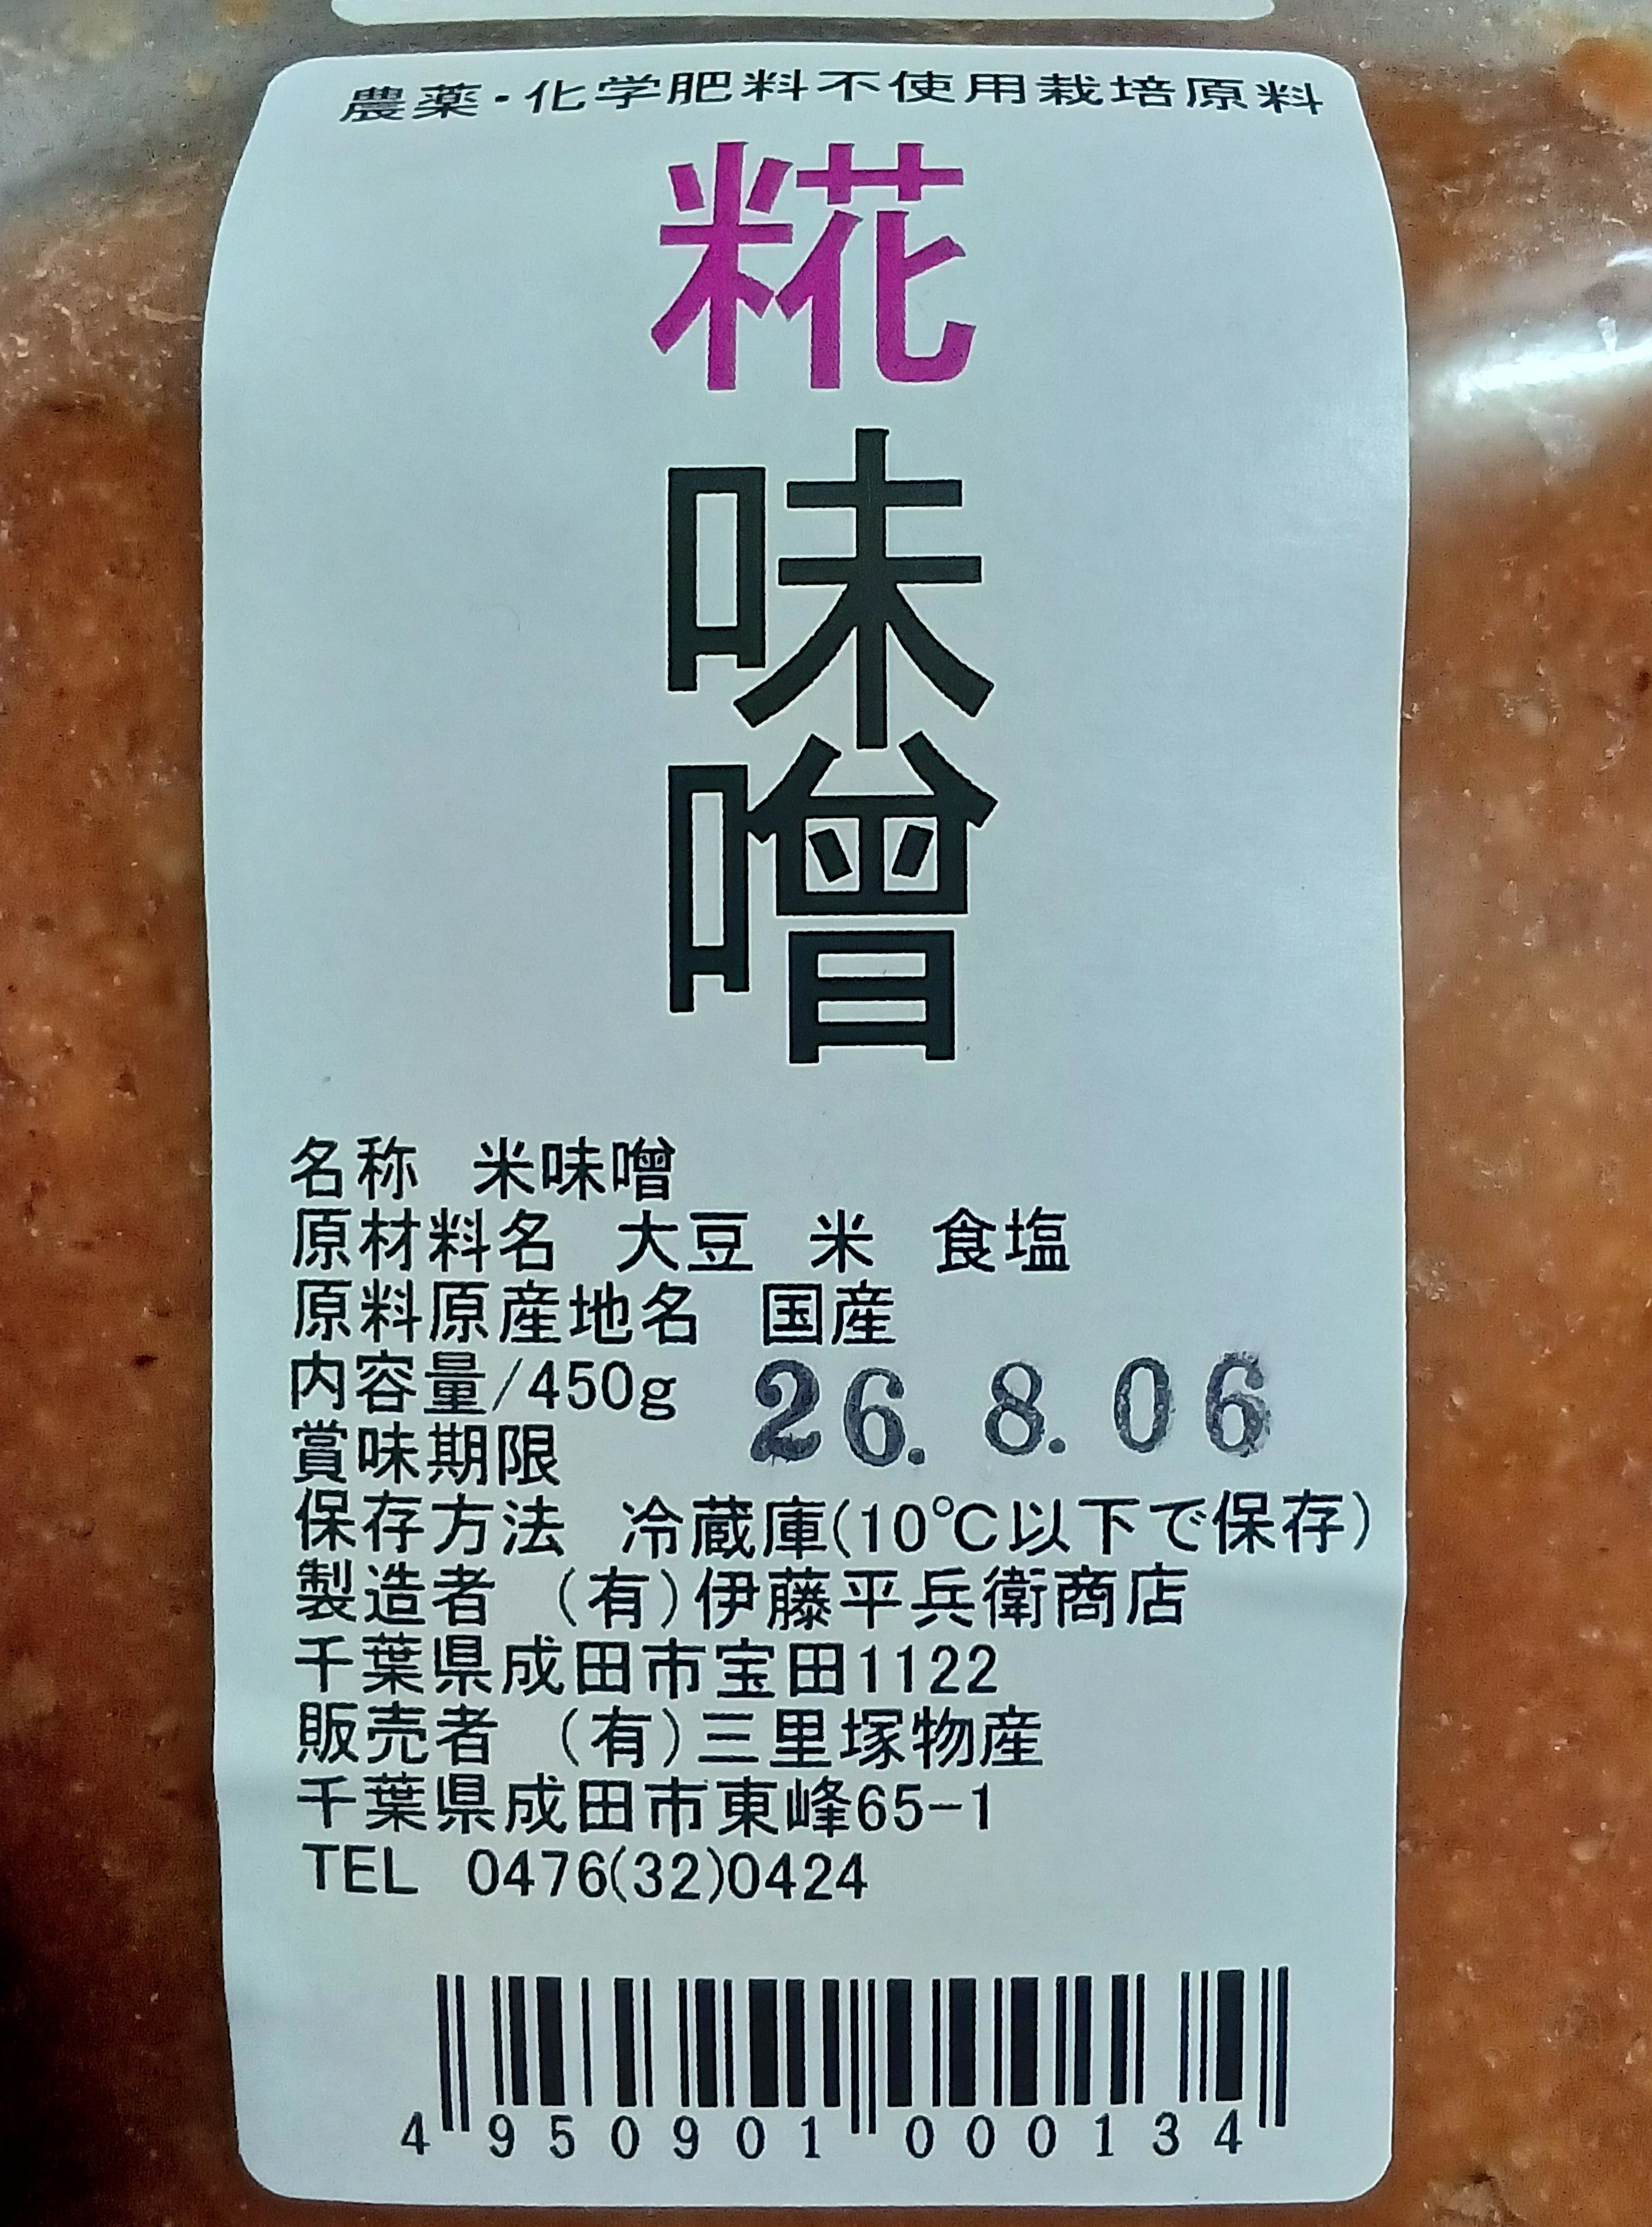 農薬・化学肥料不使用栽培原料
糀
味
噌
名称　米味噌
原材料名　大豆　米　食塩
原料原産地名　国産
内容量/450g
賞味期限　26. 8. 06
保存方法　冷蔵庫(10℃以下で保存)
製造者　(有)伊藤平兵衛商店
千葉県成田市宝田1122
販売者　(有)三里塚物産
千葉県成田市東峰65-1
TEL　0476(32)0424
4 950901 000134